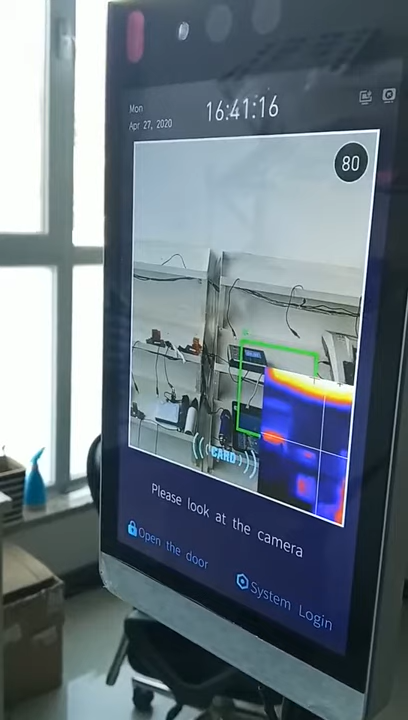 Mon
16:41:16
Apr 27, 2020
80
CARD
Please look at the camera
Open the door
System Login